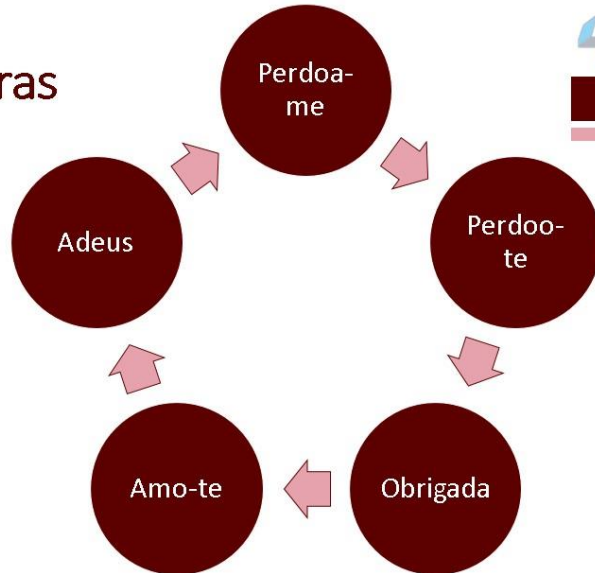 ras
Perdoa-
me
Perdoo-
te
Obrigada
Amo-te
Adeus